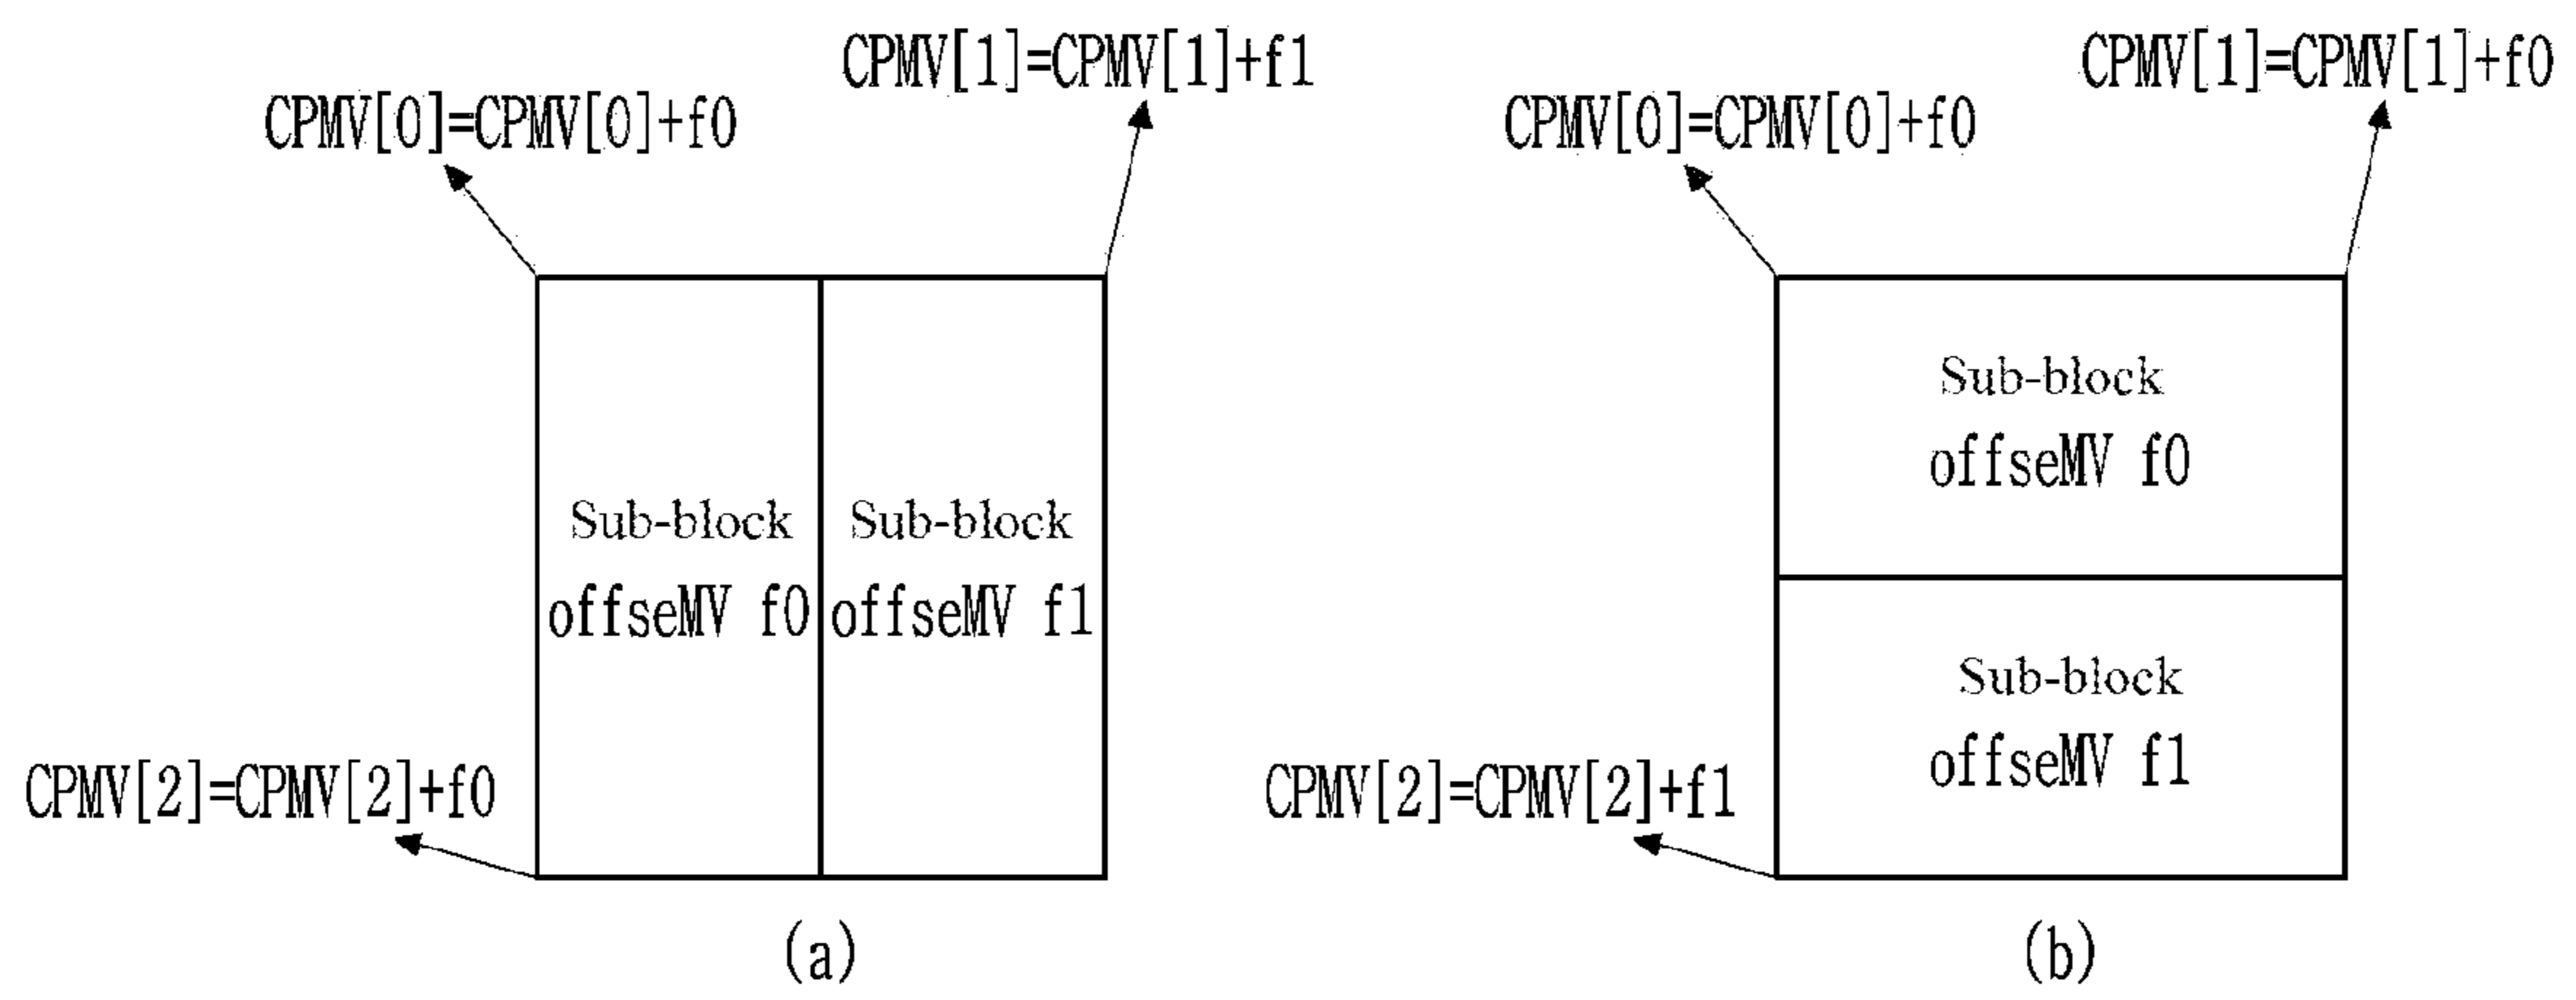 CPMV[0]=CPMV[0]+f0
CPMV[1]=CPMV[1]+f1
Sub-block
offseMV f0
Sub-block
offseMV f1
CPMV[2]=CPMV[2]+f0
(a)
CPMV[0]=CPMV[0]+f0
CPMV[1]=CPMV[1]+f0
Sub-block
offseMV f0
Sub-block
offseMV f1
CPMV[2]=CPMV[2]+f1
(b)